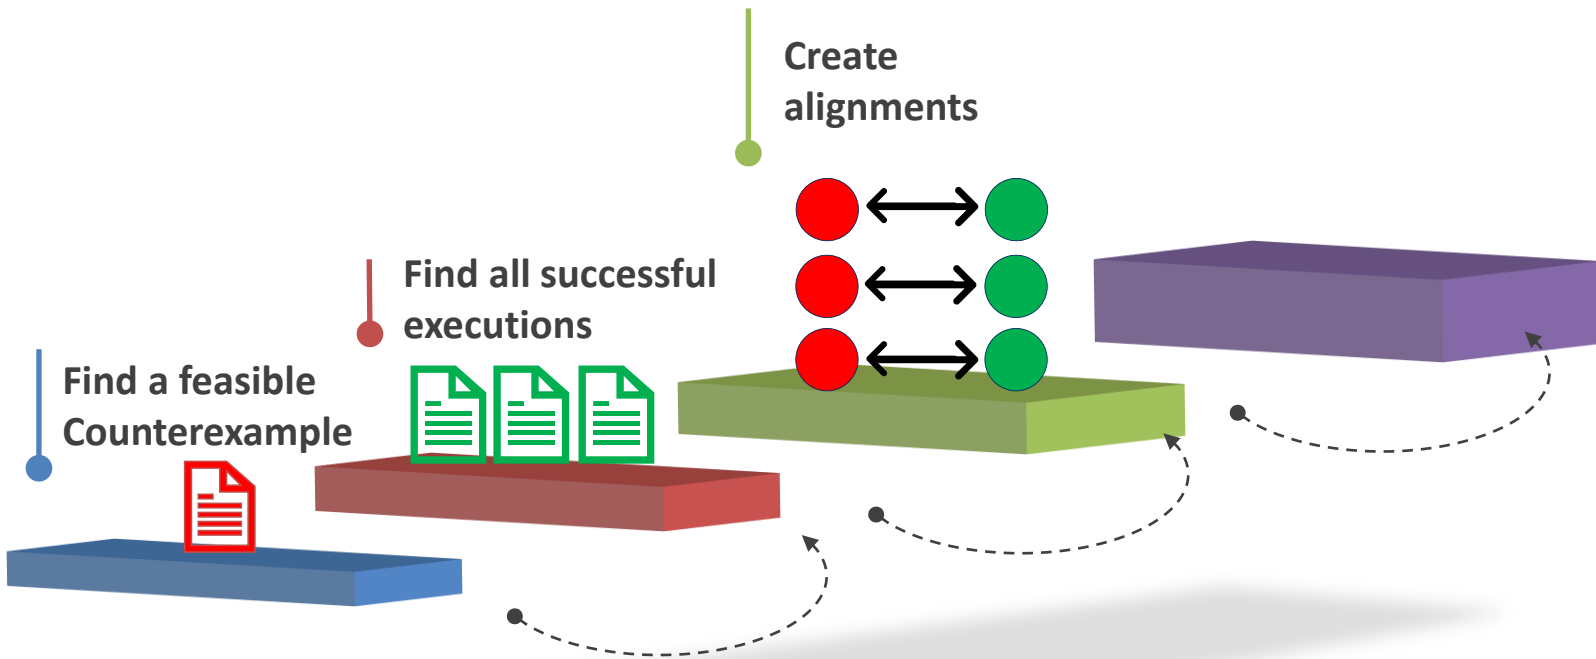 Create
alignments
Find all successful
executions
Find a feasible
Counterexample